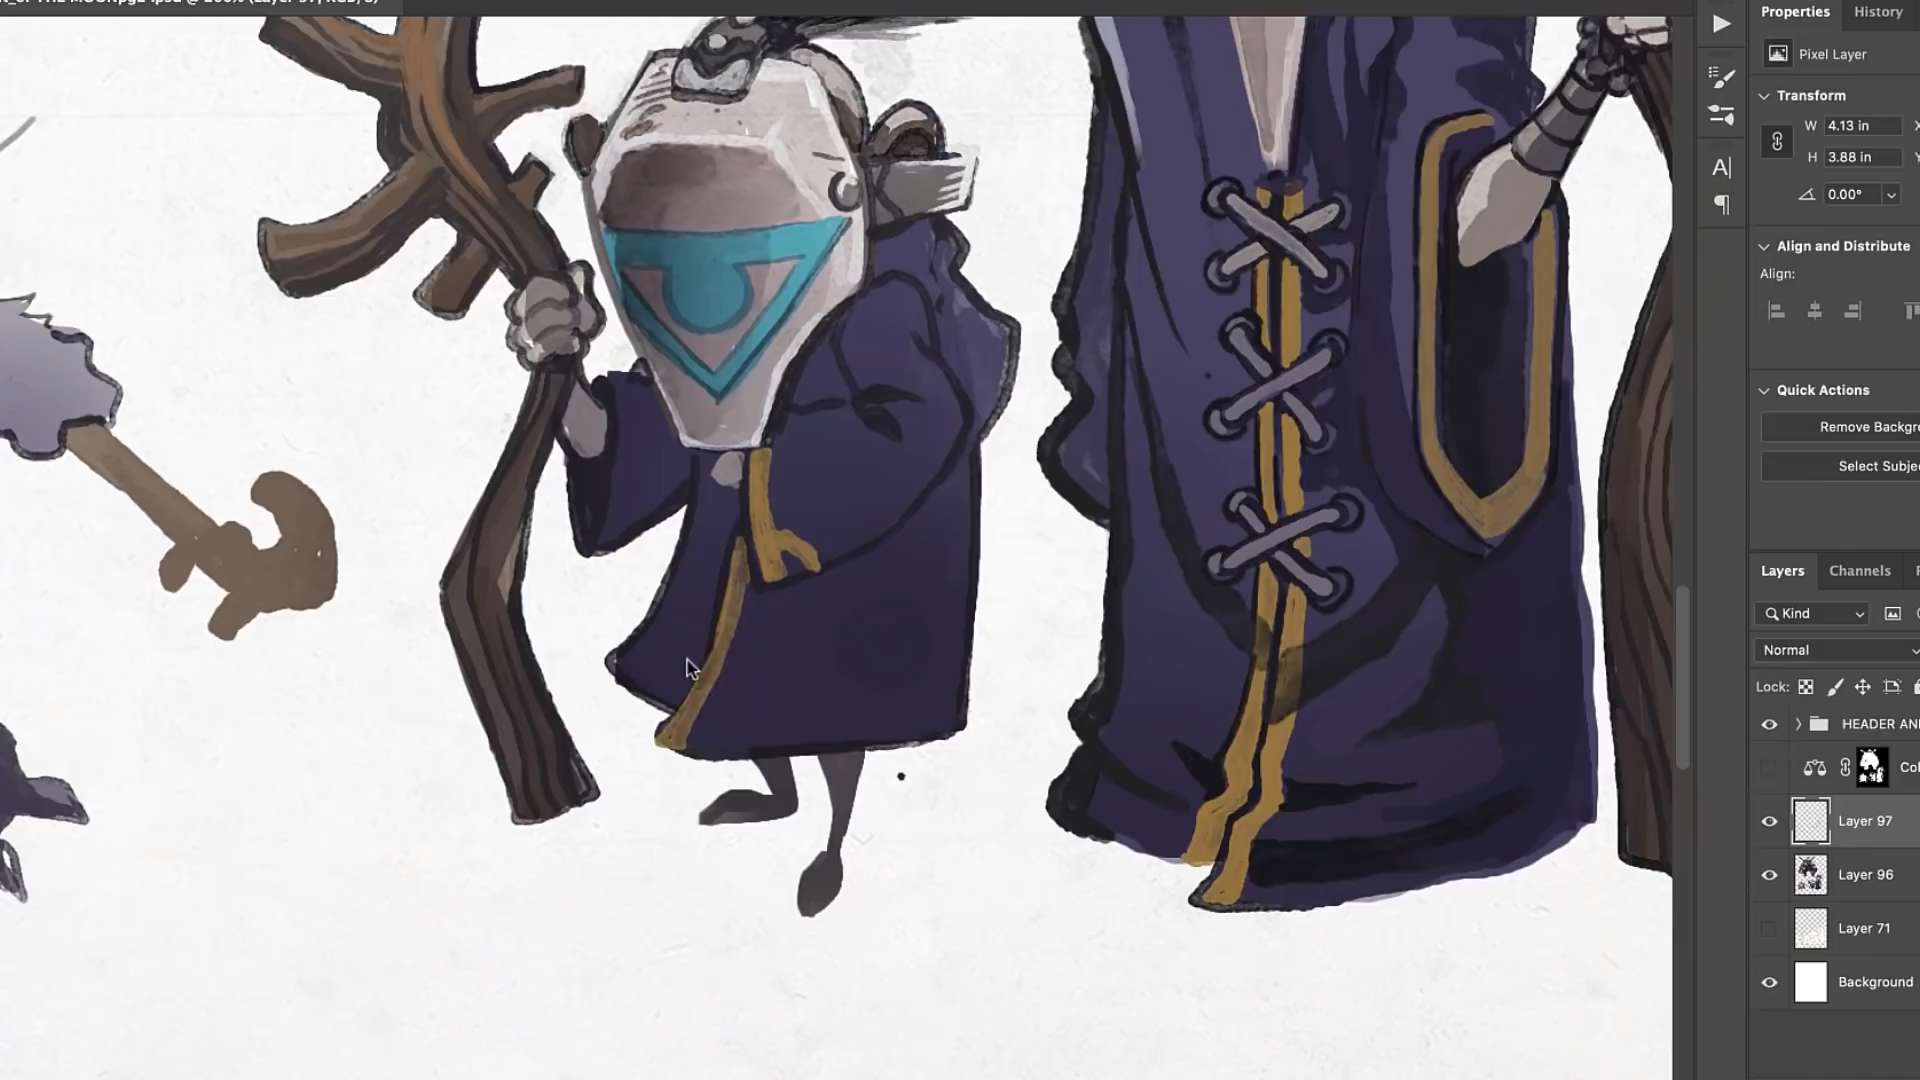 Properties
History
Pixel Layer
Transform
W 4.13 in
H 3.88 in
0.00°
Align and Distribute
Align:
Quick Actions
Remove Backgro
Select Subje
Layers
Channels
Kind
Normal
Lock:
HEADER AN
Col
Layer 97
Layer 96
Layer 71
Background